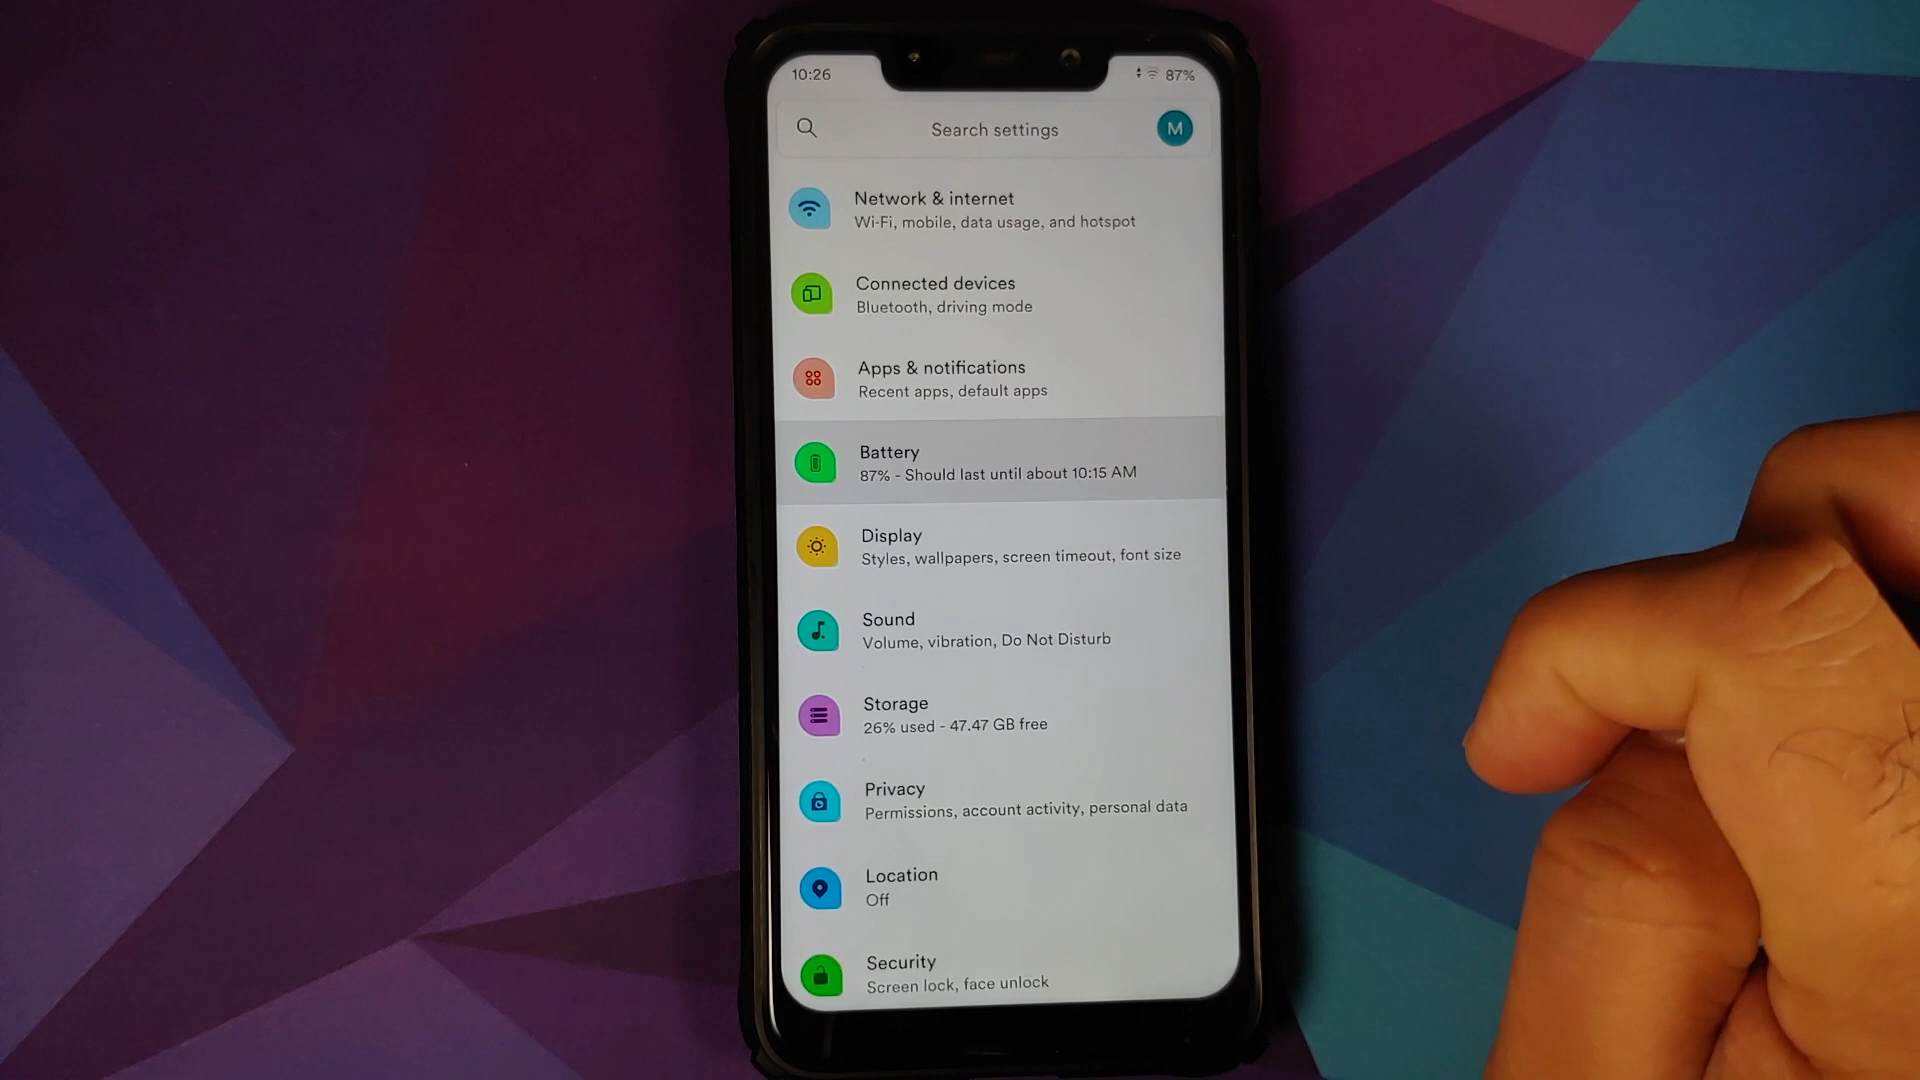 10:26
87%
Search settings
M
Network & internet
Wi-Fi, mobile, data usage, and hotspot
Connected devices
Bluetooth, driving mode
Apps & notifications
Recent apps, default apps
Battery
87% - Should last until about 10:15 AM
Display
Styles, wallpapers, screen timeout, font size
Sound
Volume, vibration, Do Not Disturb
Storage
26% used - 47.47 GB free
Privacy
Permissions, account activity, personal data
Location
Off
Security
Screen lock, face unlock